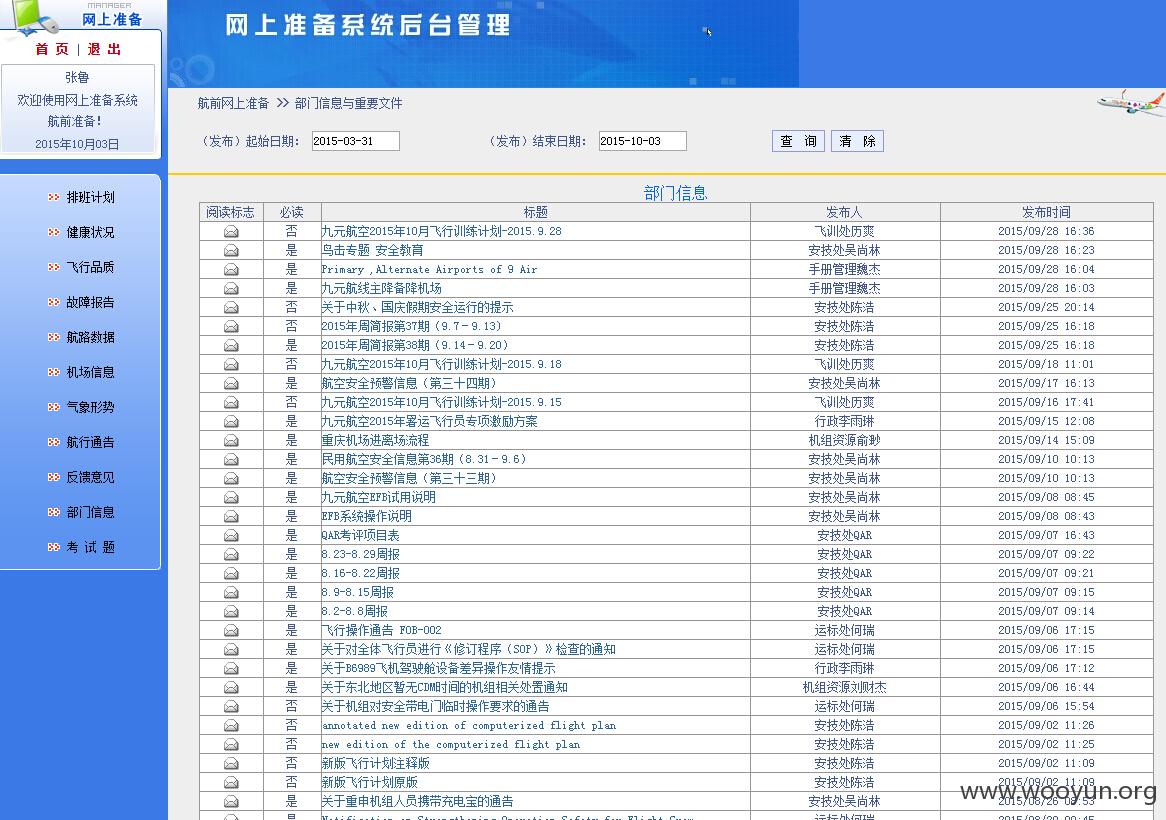 MANAGER
网上准备
首 页 | 退 出
张鲁
欢迎使用网上准备系统
航前准备!
2015年10月03日
排班计划
健康状况
飞行品质
故障报告
航路数据
机场信息
气象形势
航行通告
反馈意见
部门信息
考 试 题
网上准备系统后台管理
航前网上准备 >> 部门信息与重要文件
（发布）起始日期： 2015-03-31 （发布）结束日期： 2015-10-03 查 询 清 除
部门信息
阅读标志 必读 标题 发布人 发布时间
否 九元航空2015年10月飞行训练计划-2015.9.28 飞训处历爽 2015/09/28 16:36
是 鸟击专题 安全教育 安技处吴尚林 2015/09/28 16:23
是 Primary ,Alternate Airports of 9 Air 手册管理魏杰 2015/09/28 16:04
是 九元航线主降备降机场 手册管理魏杰 2015/09/28 16:03
否 关于中秋、国庆假期安全运行的提示 安技处陈浩 2015/09/25 20:14
否 2015年周简报第37期（9.7－9.13） 安技处陈浩 2015/09/25 16:18
是 2015年周简报第38期（9.14－9.20） 安技处陈浩 2015/09/25 16:18
否 九元航空2015年10月飞行训练计划-2015.9.18 飞训处历爽 2015/09/18 11:01
是 航空安全预警信息（第三十四期） 安技处吴尚林 2015/09/17 16:13
否 九元航空2015年10月飞行训练计划-2015.9.15 飞训处历爽 2015/09/16 17:41
是 九元航空2015年署运飞行员专项激励方案 行政李雨琳 2015/09/15 12:08
是 重庆机场进离场流程 机组资源俞眇 2015/09/14 15:09
是 民用航空安全信息第36期（8.31－9.6） 安技处吴尚林 2015/09/10 10:13
是 航空安全预警信息（第三十三期） 安技处吴尚林 2015/09/10 10:13
是 九元航空EFB试用说明 安技处吴尚林 2015/09/08 08:45
是 EFB系统操作说明 安技处吴尚林 2015/09/08 08:43
是 QAR考评项目表 安技处QAR 2015/09/07 16:43
是 8.23-8.29周报 安技处QAR 2015/09/07 09:22
是 8.16-8.22周报 安技处QAR 2015/09/07 09:21
是 8.9-8.15周报 安技处QAR 2015/09/07 09:15
是 8.2-8.8周报 安技处QAR 2015/09/07 09:14
是 飞行操作通告 FOB-002 运标处何瑞 2015/09/06 17:15
是 关于对全体飞行员进行《修订程序（SOP）》检查的通知 运标处何瑞 2015/09/06 17:15
是 关于B6989飞机驾驶舱设备差异操作友情提示 行政李雨琳 2015/09/06 17:12
是 关于东北地区暂无CDM时间的机组相关处置通知 机组资源刘财杰 2015/09/06 16:44
否 关于机组对安全带电门临时操作要求的通告 运标处何瑞 2015/09/06 15:54
否 annotated new edition of computerized flight plan 安技处陈浩 2015/09/02 11:26
否 new edition of the computerized flight plan 安技处陈浩 2015/09/02 11:25
否 新版飞行计划注释版 安技处陈浩 2015/09/02 11:09
否 新版飞行计划原版 安技处陈浩 2015/09/02 11:09
是 关于重申机组人员携带充电宝的通告 安技处吴尚林 2015/08/26 08:53
www.wooyun.org